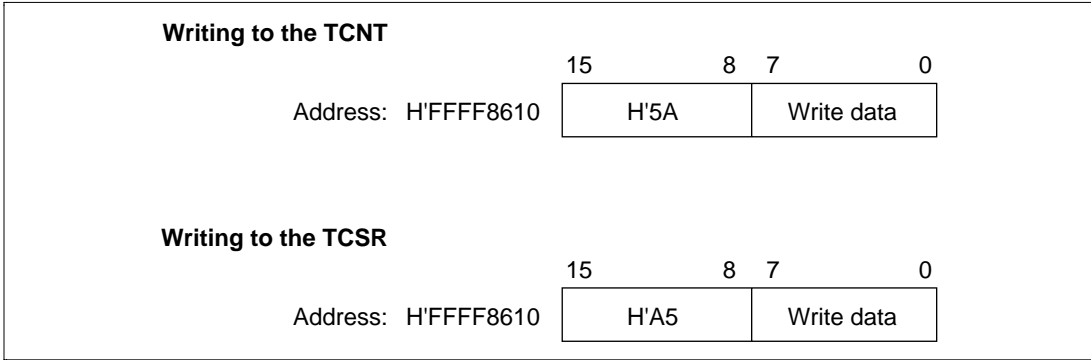 Writing to the TCNT
15 8 7 0
Address: H'FFFF8610 H'5A Write data
Writing to the TCSR
15 8 7 0
Address: H'FFFF8610 H'A5 Write data